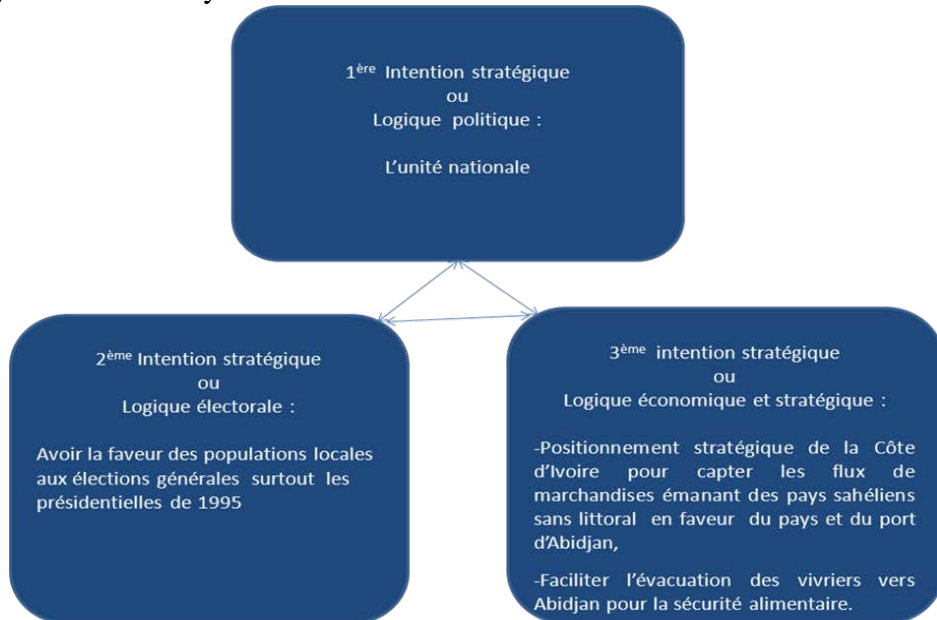 1ère Intention stratégique
ou
Logique politique :
L'unité nationale
2ème Intention stratégique
ou
Logique électorale :
Avoir la faveur des populations locales
aux élections générales surtout les
présidentielles de 1995
3ème intention stratégique
ou
Logique économique et stratégique :
-Positionnement stratégique de la Côte
d'Ivoire pour capter les flux de
marchandises émanant des pays sahéliens
sans littoral en faveur du pays et du port
d'Abidjan,
-Faciliter l'évacuation des vivriers vers
Abidjan pour la sécurité alimentaire.